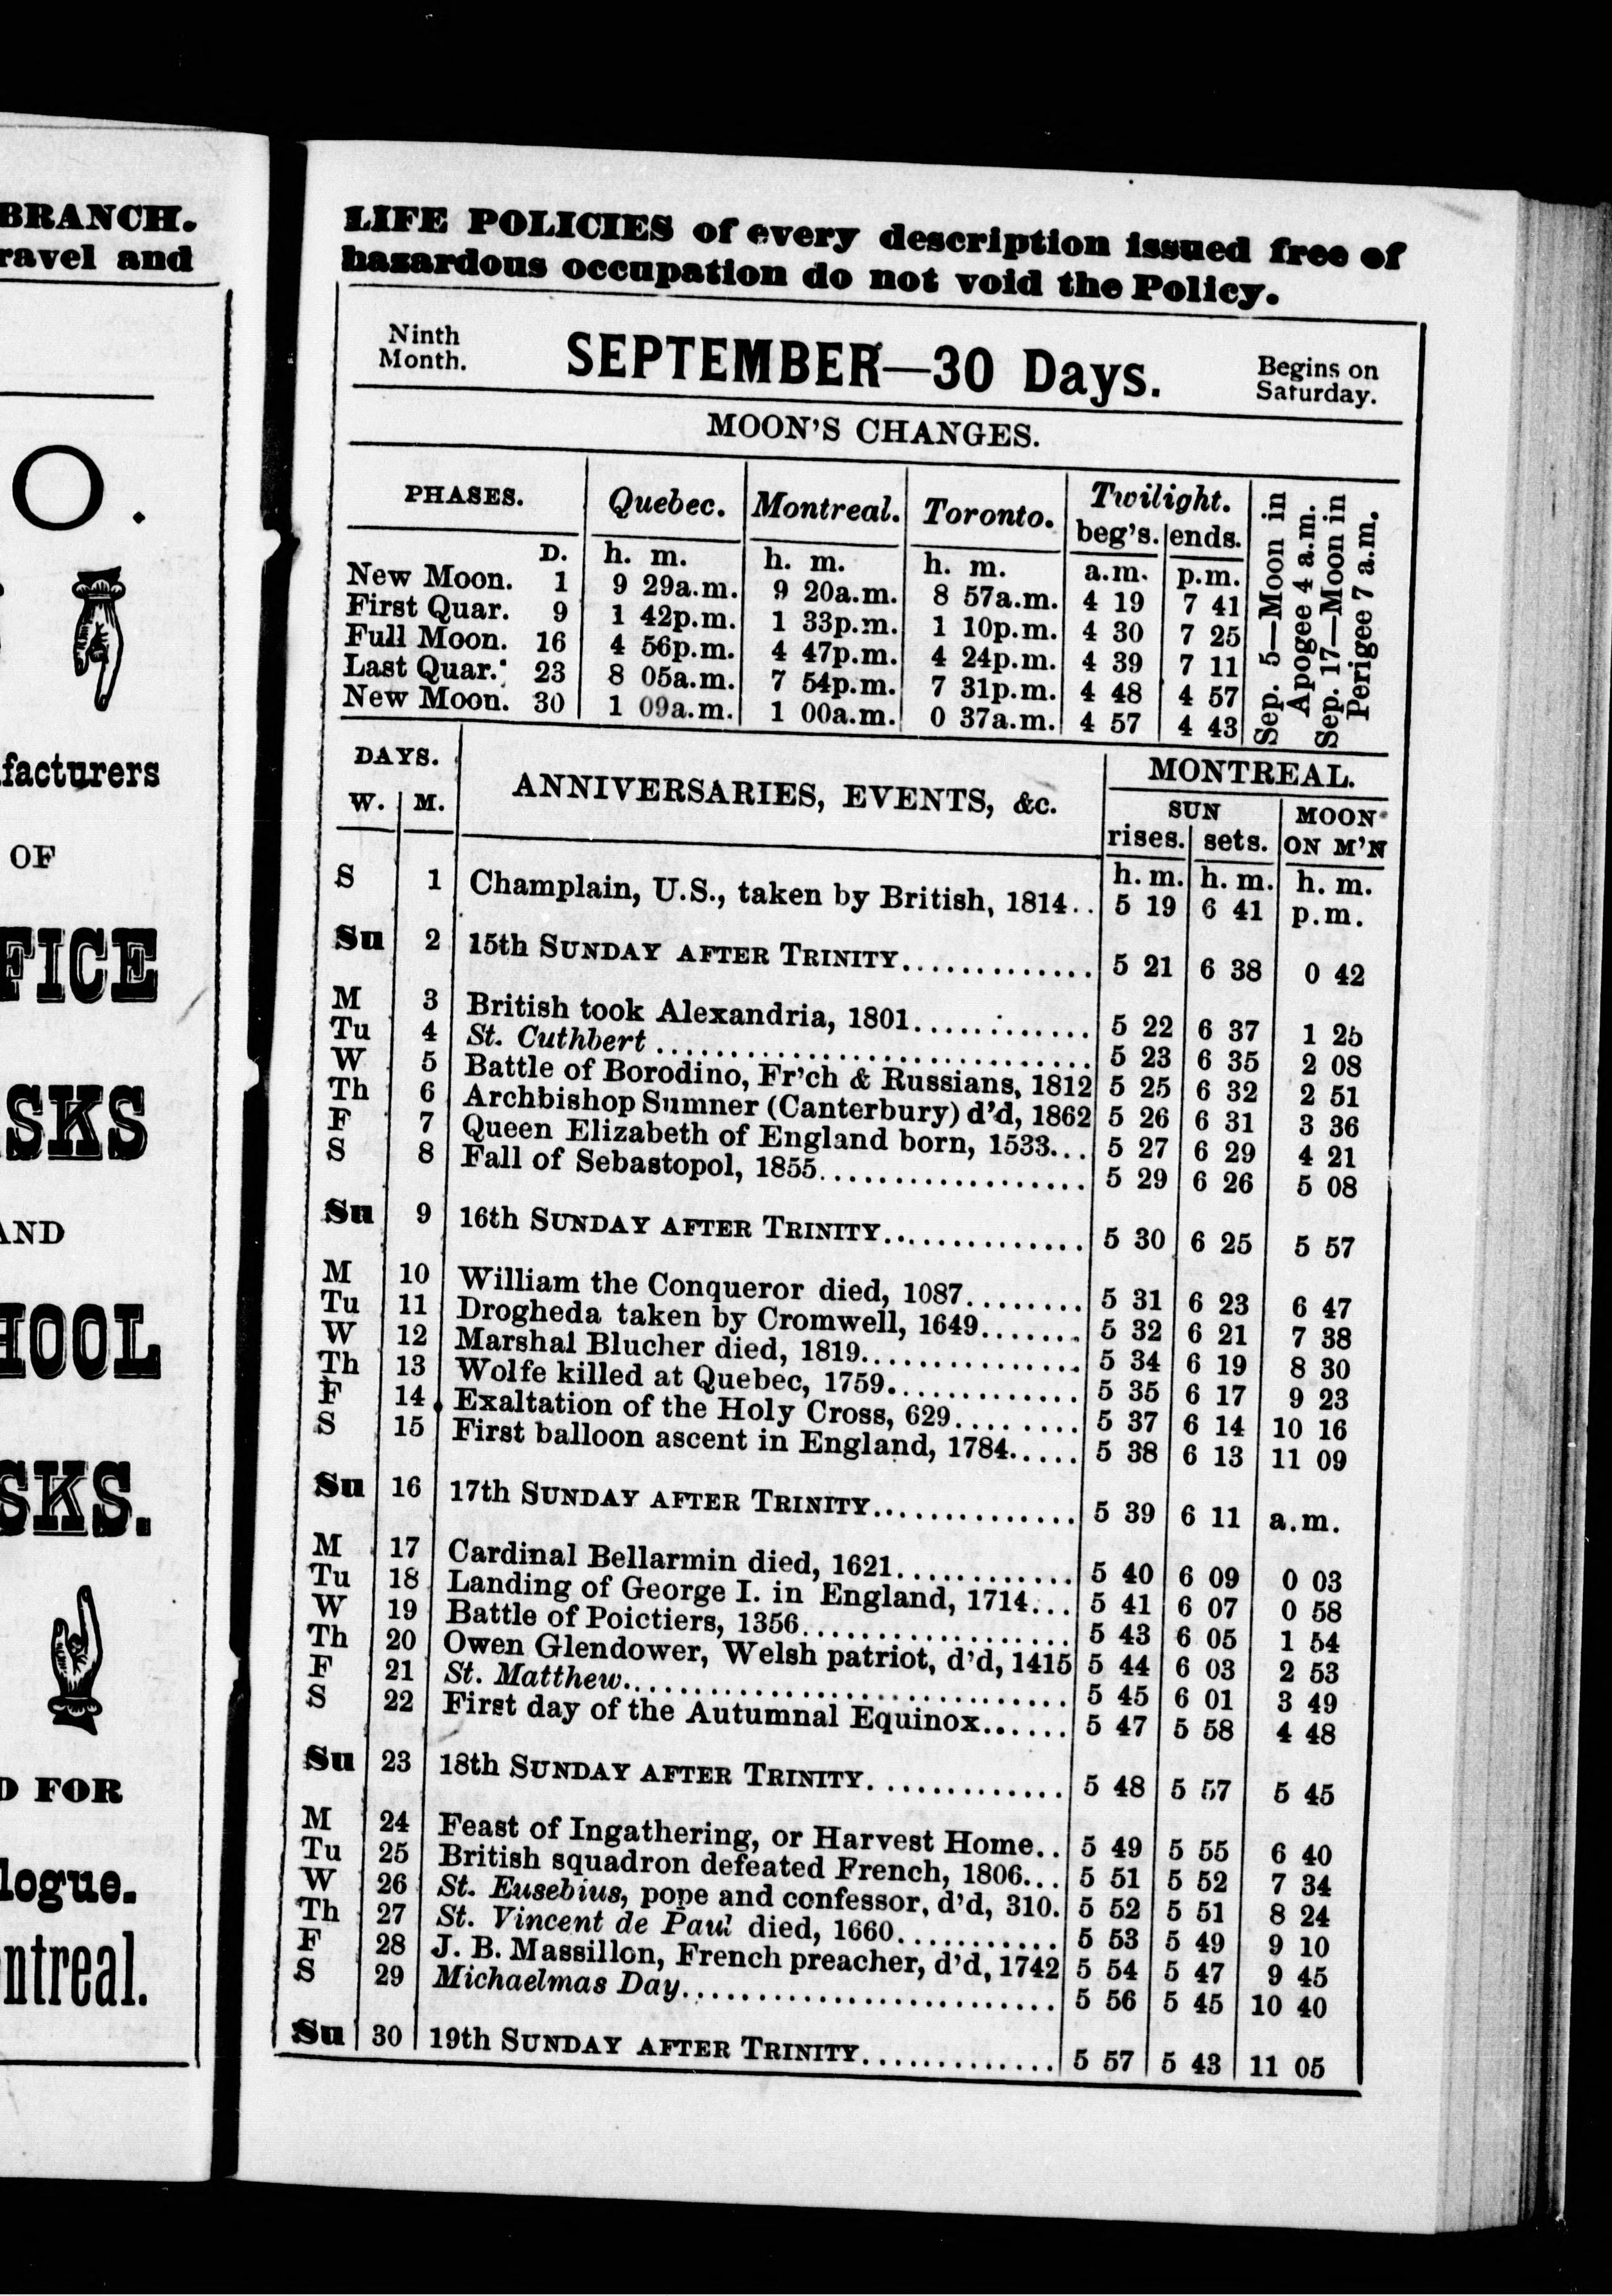 BRANCH.
ravel and
O.
facturers
OF
FICE
SKS
AND
HOOL
SKS.
D FOR
logue.
ntreal.
LIFE POLICIES of every description issued free of
hazardous occupation do not void the Policy.
Ninth Month.
SEPTEMBER—30 Days.
Begins on Saturday.
MOON'S CHANGES.
PHASES. Quebec. Montreal. Toronto. Twilight.
beg's. ends.
D. h. m. h. m. h. m. a.m. p.m.
New Moon. 1 9 29a.m. 9 20a.m. 8 57a.m. 4 19 7 41
First Quar. 9 1 42p.m. 1 33p.m. 1 10p.m. 4 30 7 25
Full Moon. 16 4 56p.m. 4 47p.m. 4 24p.m. 4 39 7 11
Last Quar. 23 8 05a.m. 7 54p.m. 7 31p.m. 4 48 4 57
New Moon. 30 1 09a.m. 1 00a.m. 0 37a.m. 4 57 4 43
Sep. 5—Moon in
Apogee 4 a.m.
Sep. 17—Moon in
Perigee 7 a.m.
DAYS. ANNIVERSARIES, EVENTS, &c. MONTREAL.
W. M. SUN MOON
rises. sets. ON M'N
h. m. h. m. h. m.
S 1 Champlain, U.S., taken by British, 1814.. 5 19 6 41 p.m.
Su 2 15th SUNDAY AFTER TRINITY............. 5 21 6 38 0 42
M 3 British took Alexandria, 1801............ 5 22 6 37 1 25
Tu 4 St. Cuthbert .............................. 5 23 6 35 2 08
W 5 Battle of Borodino, Fr'ch & Russians, 1812 5 25 6 32 2 51
Th 6 Archbishop Sumner (Canterbury) d'd, 1862 5 26 6 31 3 36
F 7 Queen Elizabeth of England born, 1533... 5 27 6 29 4 21
S 8 Fall of Sebastopol, 1855.................. 5 29 6 26 5 08
Su 9 16th SUNDAY AFTER TRINITY.............. 5 30 6 25 5 57
M 10 William the Conqueror died, 1087........ 5 31 6 23 6 47
Tu 11 Drogheda taken by Cromwell, 1649....... 5 32 6 21 7 38
W 12 Marshal Blucher died, 1819............... 5 34 6 19 8 30
Th 13 Wolfe killed at Quebec, 1759............. 5 35 6 17 9 23
F 14 Exaltation of the Holy Cross, 629........ 5 37 6 14 10 16
S 15 First balloon ascent in England, 1784..... 5 38 6 13 11 09
Su 16 17th SUNDAY AFTER TRINITY.............. 5 39 6 11 a.m.
M 17 Cardinal Bellarmin died, 1621............ 5 40 6 09 0 03
Tu 18 Landing of George I. in England, 1714... 5 41 6 07 0 58
W 19 Battle of Poictiers, 1356.................. 5 43 6 05 1 54
Th 20 Owen Glendower, Welsh patriot, d'd, 1415 5 44 6 03 2 53
F 21 St. Matthew.............................. 5 45 6 01 3 49
S 22 First day of the Autumnal Equinox...... 5 47 5 58 4 48
Su 23 18th SUNDAY AFTER TRINITY.............. 5 48 5 57 5 45
M 24 Feast of Ingathering, or Harvest Home.. 5 49 5 55 6 40
Tu 25 British squadron defeated French, 1806... 5 51 5 52 7 34
W 26 St. Eusebius, pope and confessor, d'd, 310. 5 52 5 51 8 24
Th 27 St. Vincent de Paul died, 1660........... 5 53 5 49 9 10
F 28 J. B. Massillon, French preacher, d'd, 1742 5 54 5 47 9 45
S 29 Michaelmas Day.......................... 5 56 5 45 10 40
Su 30 19th SUNDAY AFTER TRINITY............. 5 57 5 43 11 05